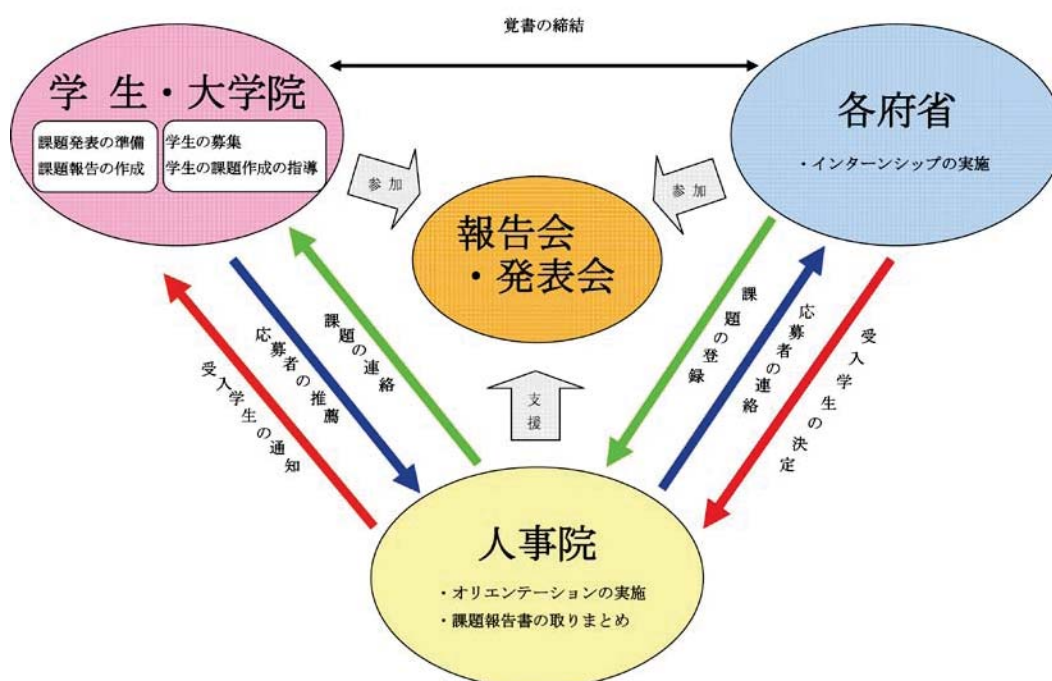 覚書の締結
学 生・大学院
課題発表の準備
課題報告の作成
学生の募集
学生の課題作成の指導
各府省
・インターンシップの実施
参 加
参 加
報告会
・発表会
課題の連絡
応募者の推薦
受入学生の通知
課題の登録
応募者の連絡
受入学生の決定
支援
人事院
・オリエンテーションの実施
・課題報告書の取りまとめ